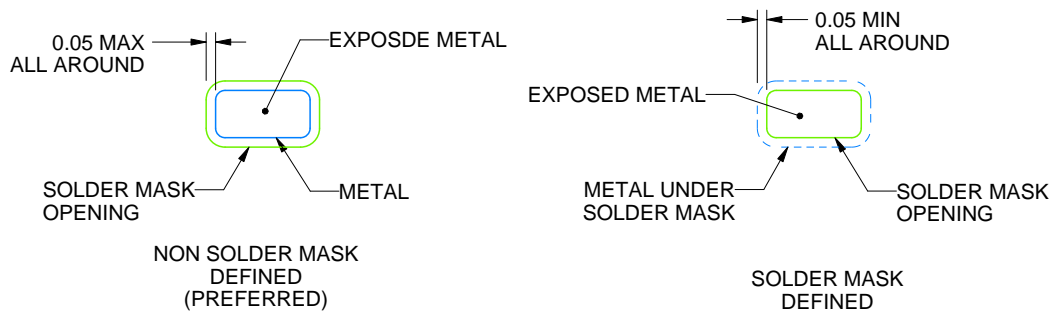 0.05 MAX
ALL AROUND
EXPOSDE METAL
SOLDER MASK
OPENING
METAL
NON SOLDER MASK
DEFINED
(PREFERRED)
0.05 MIN
ALL AROUND
EXPOSED METAL
METAL UNDER
SOLDER MASK
SOLDER MASK
OPENING
SOLDER MASK
DEFINED